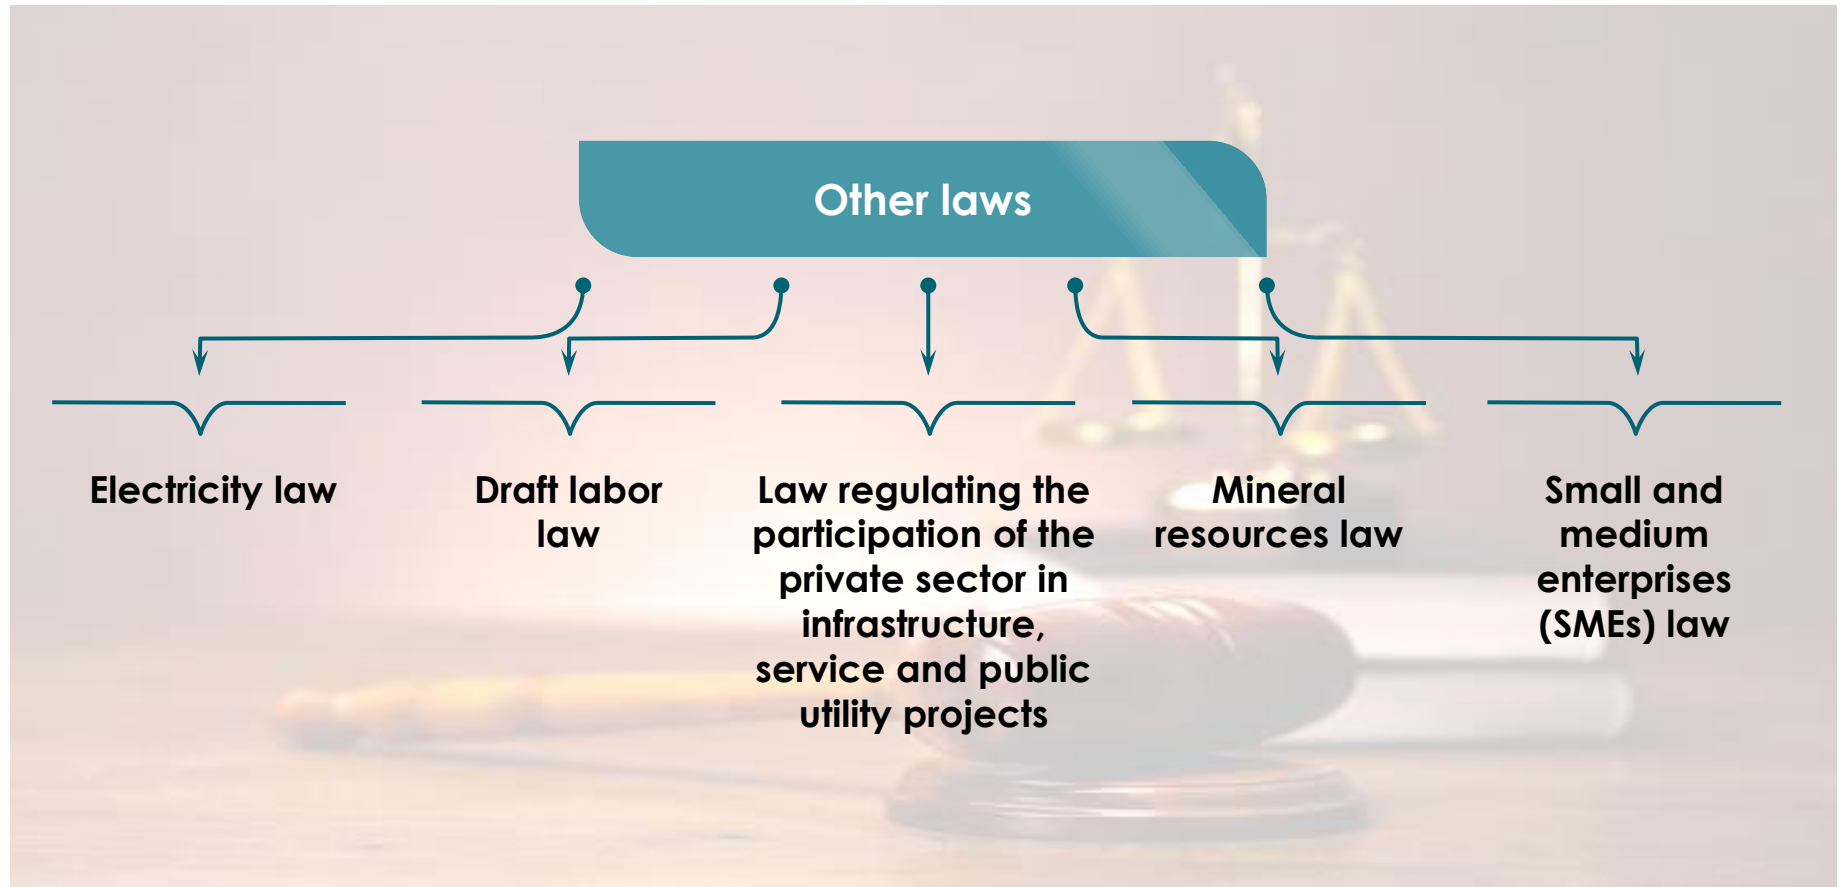 Other laws
Electricity law
Draft labor
law
Law regulating the
participation of the
private sector in
infrastructure,
service and public
utility projects
Mineral
resources law
Small and
medium
enterprises
(SMEs) law